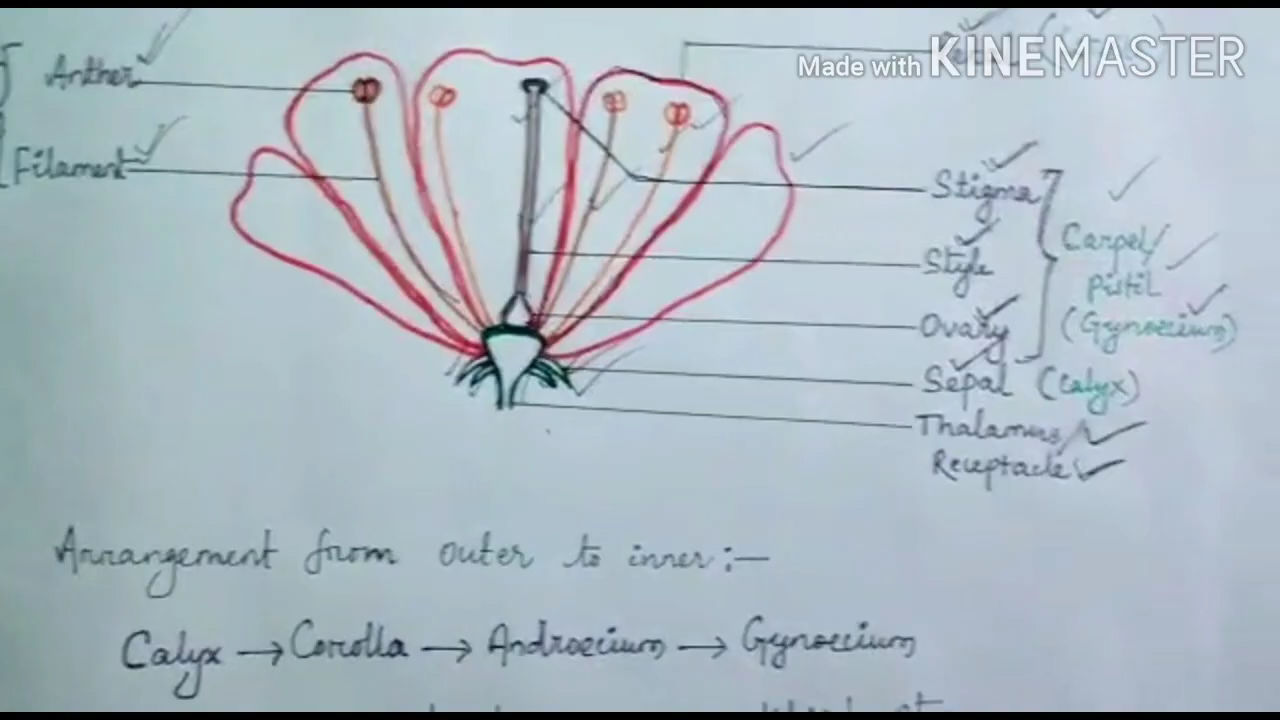 Made with KINEMASTER
Anther
Filament
Stigma
Style
Ovary
Carpel/
Pistil
(Gynoecium)
Sepal (Calyx)
Thalamus/
Receptacle
Arrangement from outer to inner:—
Calyx → Corolla → Androecium → Gynoecium